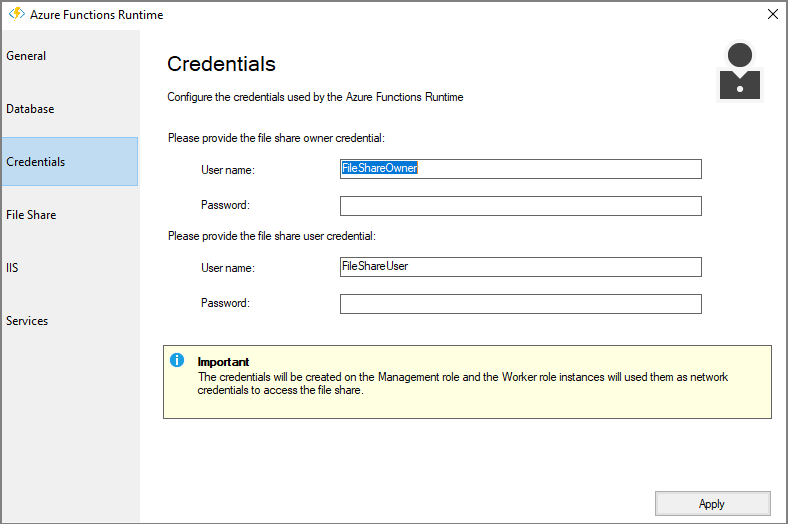 Azure Functions Runtime
General
Database
Credentials
File Share
IIS
Services
Credentials
Configure the credentials used by the Azure Functions Runtime
Please provide the file share owner credential:
User name: FileShareOwner
Password:
Please provide the file share user credential:
User name: FileShareUser
Password:
Important
The credentials will be created on the Management role and the Worker role instances will used them as network
credentials to access the file share.
Apply